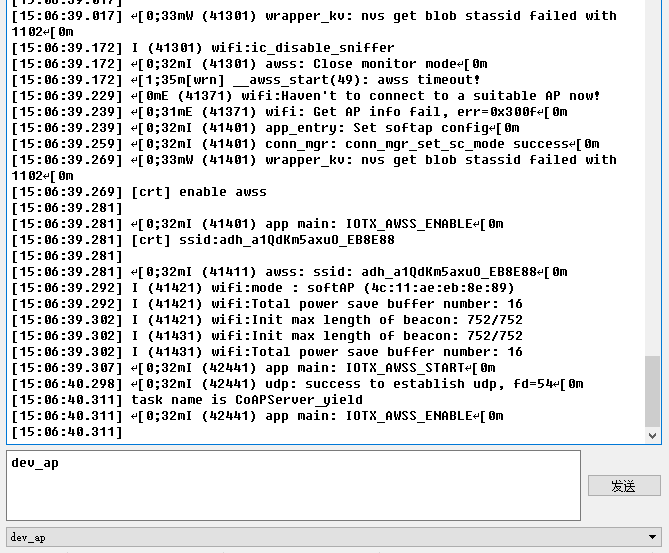 [15:06:39.017]
[15:06:39.017] ↵[0;33mW (41301) wrapper_kv: nvs get blob stassid failed with
1102↵[0m
[15:06:39.172] I (41301) wifi:ic_disable_sniffer
[15:06:39.172] ↵[0;32mI (41301) awss: Close monitor mode↵[0m
[15:06:39.172] ↵[1;35m[wrn] __awss_start(49): awss timeout!
[15:06:39.229] ↵[0mE (41371) wifi:Haven't to connect to a suitable AP now!
[15:06:39.239] ↵[0;31mE (41371) wifi: Get AP info fail, err=0x300f↵[0m
[15:06:39.239] ↵[0;32mI (41401) app_entry: Set softap config↵[0m
[15:06:39.259] ↵[0;32mI (41401) conn_mgr: conn_mgr_set_sc_mode success↵[0m
[15:06:39.269] ↵[0;33mW (41401) wrapper_kv: nvs get blob stassid failed with
1102↵[0m
[15:06:39.269] [crt] enable awss
[15:06:39.281]
[15:06:39.281] ↵[0;32mI (41401) app main: IOTX_AWSS_ENABLE↵[0m
[15:06:39.281] [crt] ssid:adh_a1QdKm5axuO_EB8E88
[15:06:39.281]
[15:06:39.281] ↵[0;32mI (41411) awss: ssid: adh_a1QdKm5axuO_EB8E88↵[0m
[15:06:39.292] I (41421) wifi:mode : softAP (4c:11:ae:eb:8e:89)
[15:06:39.302] I (41421) wifi:Total power save buffer number: 16
[15:06:39.302] I (41431) wifi:Init max length of beacon: 752/752
[15:06:39.302] I (41431) wifi:Init max length of beacon: 752/752
[15:06:39.302] I (41431) wifi:Total power save buffer number: 16
[15:06:39.307] ↵[0;32mI (42441) app main: IOTX_AWSS_START↵[0m
[15:06:40.298] ↵[0;32mI (42441) udp: success to establish udp, fd=54↵[0m
[15:06:40.311] task name is CoAPServer_yield
[15:06:40.311] ↵[0;32mI (42441) app main: IOTX_AWSS_ENABLE↵[0m
[15:06:40.311]
dev_ap
发送
dev_ap